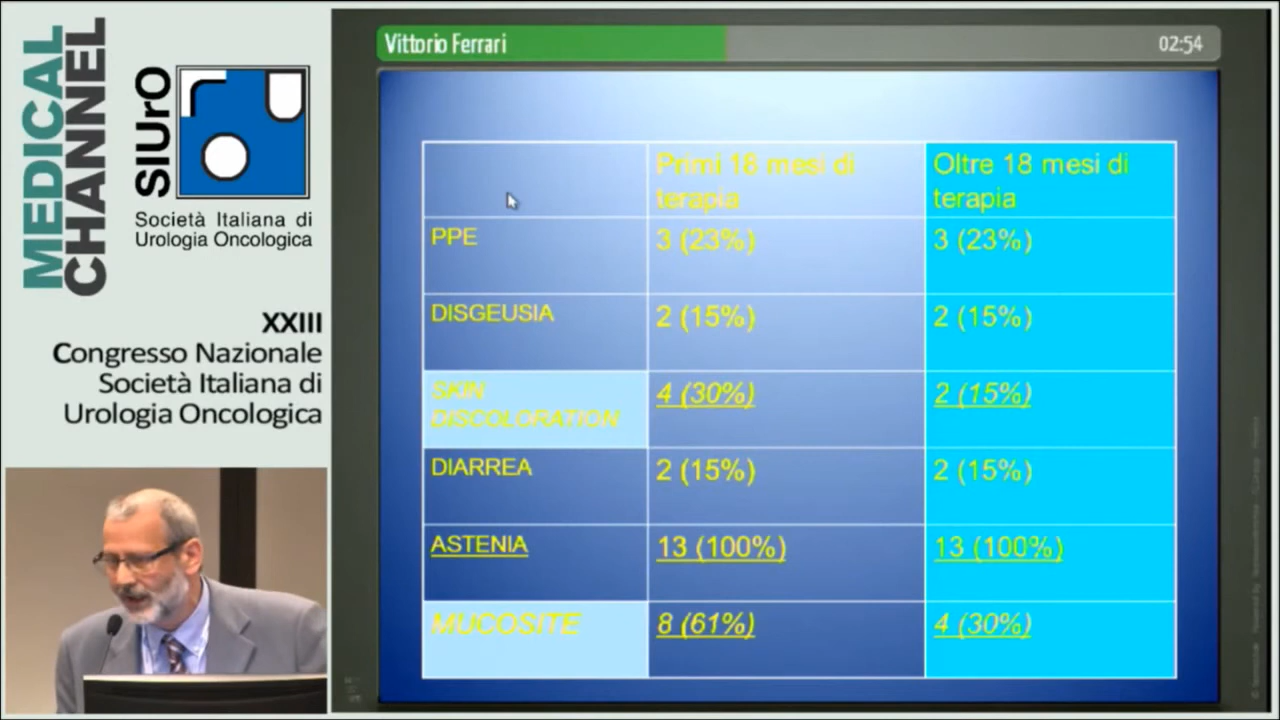 MEDICAL
CHANNEL
SIUrO
Società Italiana di
Urologia Oncologica
XXIII
Congresso Nazionale
Società Italiana di
Urologia Oncologica
Vittorio Ferrari
02:54
Primi 18 mesi di
terapia
Oltre 18 mesi di
terapia
PPE
3 (23%)
3 (23%)
DISGEUSIA
2 (15%)
2 (15%)
SKIN
DISCOLORATION
4 (30%)
2 (15%)
DIARREA
2 (15%)
2 (15%)
ASTENIA
13 (100%)
13 (100%)
MUCOSITE
8 (61%)
4 (30%)